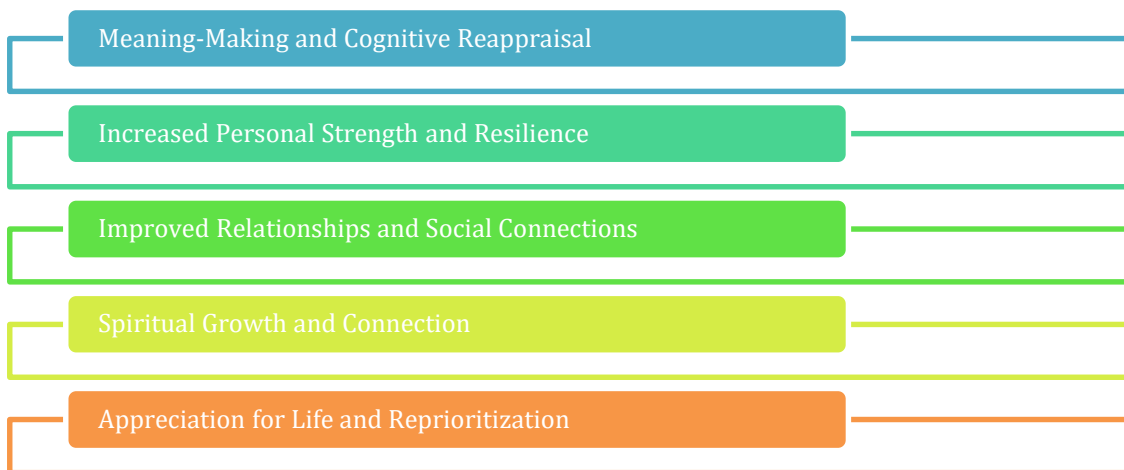 Meaning-Making and Cognitive Reappraisal
Increased Personal Strength and Resilience
Improved Relationships and Social Connections
Spiritual Growth and Connection
Appreciation for Life and Reprioritization